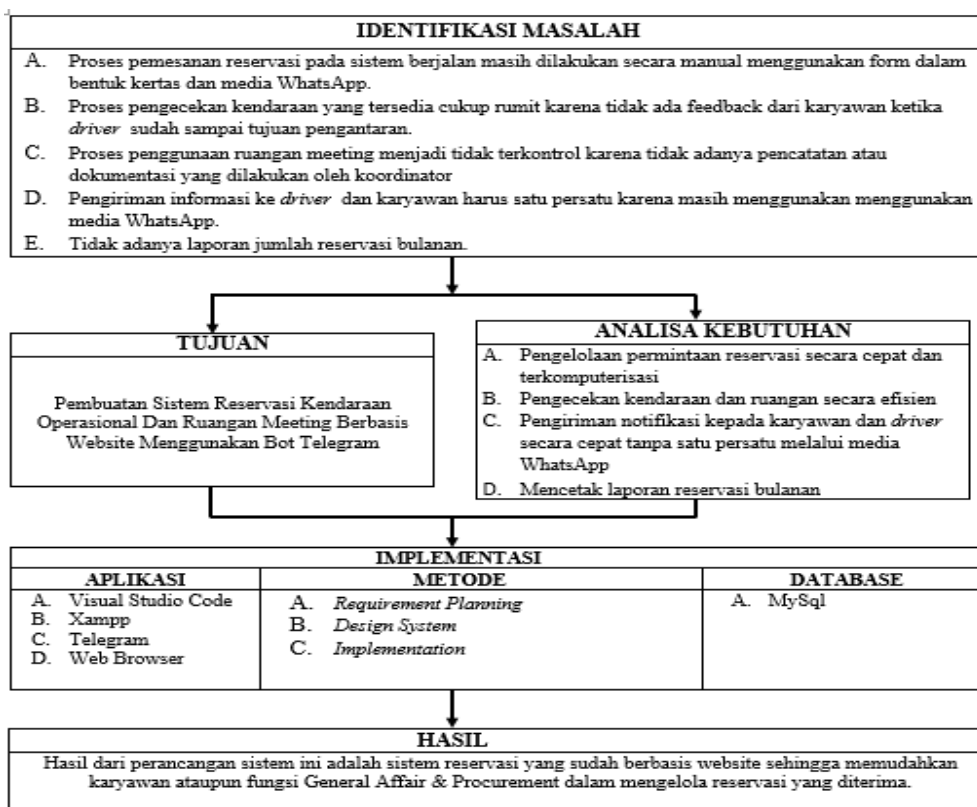 IDENTIFIKASI MASALAH
A. Proses pemesanan reservasi pada sistem berjalan masih dilakukan secara manual menggunakan form dalam
bentuk kertas dan media WhatsApp.
B. Proses pengecekan kendaraan yang tersedia cukup rumit karena tidak ada feedback dari karyawan ketika
driver sudah sampai tujuan pengantaran.
C. Proses penggunaan ruangan meeting menjadi tidak terkontrol karena tidak adanya pencatatan atau
dokumentasi yang dilakukan oleh koordinator
D. Pengiriman informasi ke driver dan karyawan harus satu persatu karena masih menggunakan menggunakan
media WhatsApp.
E. Tidak adanya laporan jumlah reservasi bulanan.
TUJUAN
Pembuatan Sistem Reservasi Kendaraan
Operasional Dan Ruangan Meeting Berbasis
Website Menggunakan Bot Telegram
ANALISA KEBUTUHAN
A. Pengelolaan permintaan reservasi secara cepat dan
terkomputerisasi
B. Pengecekan kendaraan dan ruangan secara efisien
C. Pengiriman notifikasi kepada karyawan dan driver
secara cepat tanpa satu persatu melalui media
WhatsApp
D. Mencetak laporan reservasi bulanan
IMPLEMENTASI
APLIKASI
A. Visual Studio Code
B. Xampp
C. Telegram
D. Web Browser
METODE
A. Requirement Planning
B. Design System
C. Implementation
DATABASE
A. MySql
HASIL
Hasil dari perancangan sistem ini adalah sistem reservasi yang sudah berbasis website sehingga memudahkan
karyawan ataupun fungsi General Affair & Procurement dalam mengelola reservasi yang diterima.